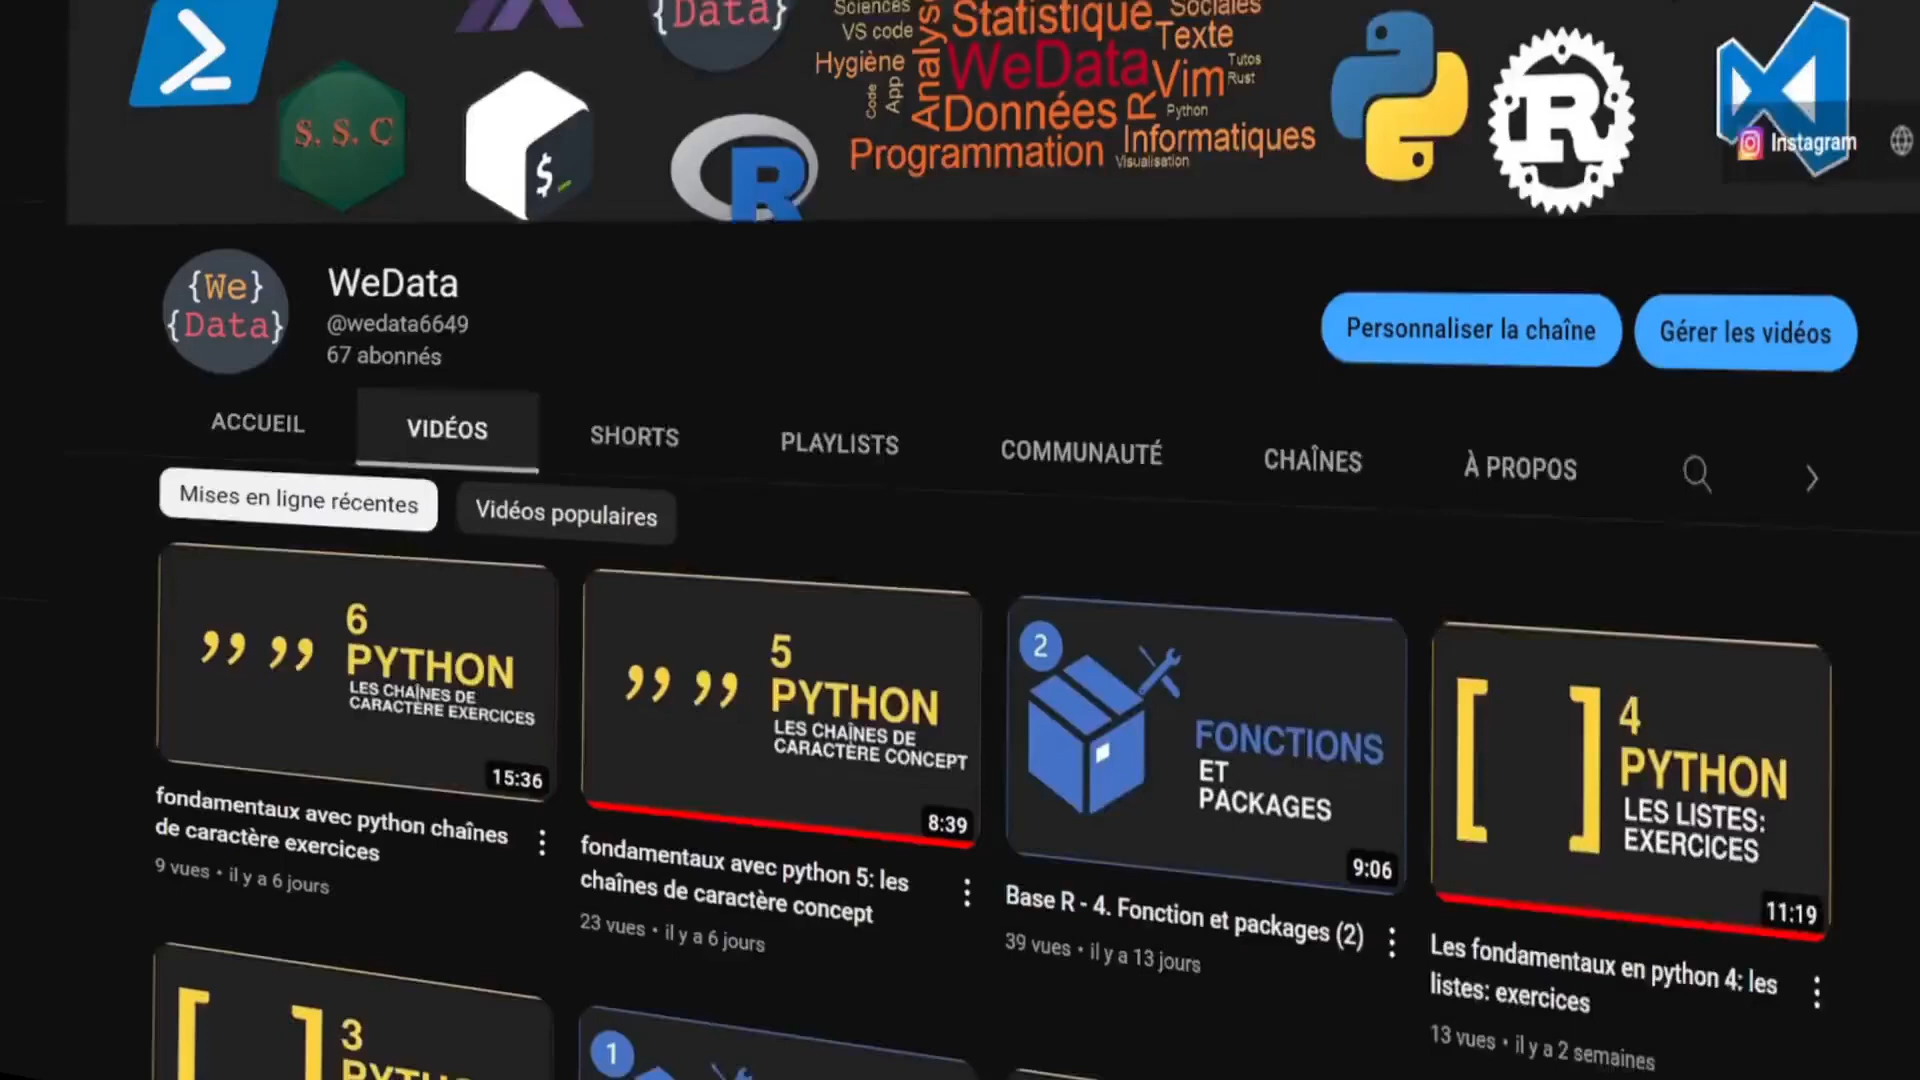 {Data}
Sciences
VS code
Hygiène
Code
App
Analyse
Statistique
Sociales
Texte
WeData
Vim
Tutos
Rust
Données
R
Python
Programmation
Informatiques
Visualisation
S. S. C
$
R
R
Instagram
{We}
{Data}
WeData
@wedata6649
67 abonnés
Personnaliser la chaîne
Gérer les vidéos
ACCUEIL
VIDÉOS
SHORTS
PLAYLISTS
COMMUNAUTÉ
CHAÎNES
À PROPOS
Mises en ligne récentes
Vidéos populaires
,, ,,
6
PYTHON
LES CHAÎNES DE
CARACTÈRE EXERCICES
15:36
fondamentaux avec python chaînes
de caractère exercices
9 vues • il y a 6 jours
,, ,,
5
PYTHON
LES CHAÎNES DE
CARACTÈRE CONCEPT
8:39
fondamentaux avec python 5: les
chaînes de caractère concept
23 vues • il y a 6 jours
2
FONCTIONS
ET
PACKAGES
9:06
Base R - 4. Fonction et packages (2)
39 vues • il y a 13 jours
[ ]
4
PYTHON
LES LISTES:
EXERCICES
11:19
Les fondamentaux en python 4: les
listes: exercices
13 vues • il y a 2 semaines
[ ]
3
PYTHON
1